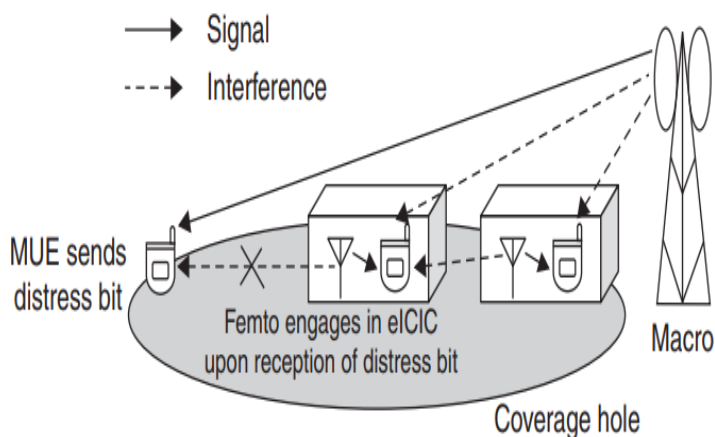 Signal
Interference
MUE sends
distress bit
Femto engages in eICIC
upon reception of distress bit
Macro
Coverage hole